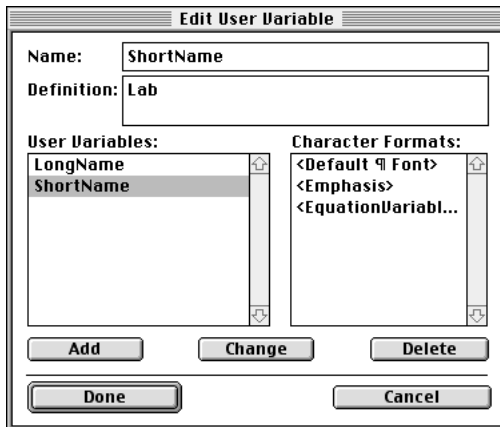 Edit User Variable
Name: ShortName
Definition: Lab
User Variables:
LongName
ShortName
Character Formats:
<Default ¶ Font>
<Emphasis>
<EquationVariabl...
Add Change Delete
Done Cancel